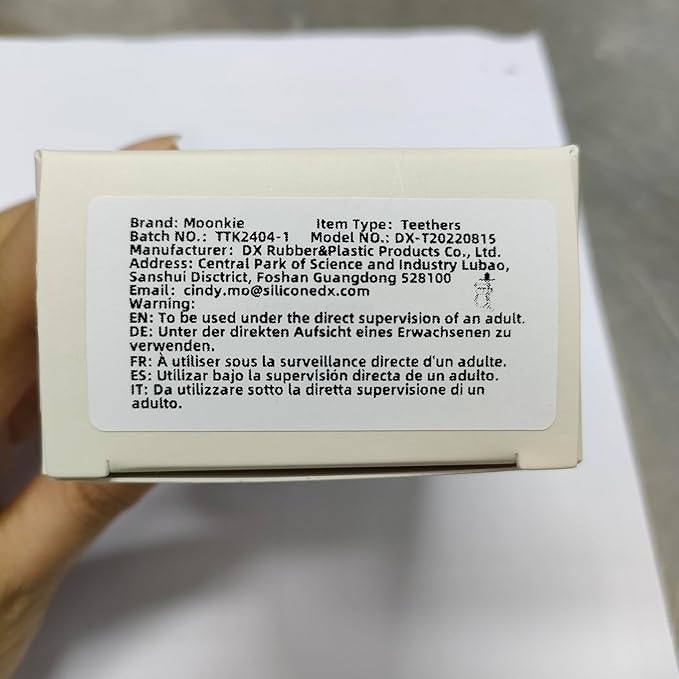 Brand: Moonkie Item Type: Teethers
Batch NO.: TTK2404-1 Model NO.: DX-T20220815
Manufacturer: DX Rubber&Plastic Products Co., Ltd.
Address: Central Park of Science and Industry Lubao,
Sanshui Disctrict, Foshan Guangdong 528100
Email: cindy.mo@siliconedx.com
Warning:
EN: To be used under the direct supervision of an adult.
DE: Unter der direkten Aufsicht eines Erwachsenen zu
verwenden.
FR: À utiliser sous la surveillance directe d'un adulte.
ES: Utilizar bajo la supervisión directa de un adulto.
IT: Da utilizzare sotto la diretta supervisione di un
adulto.